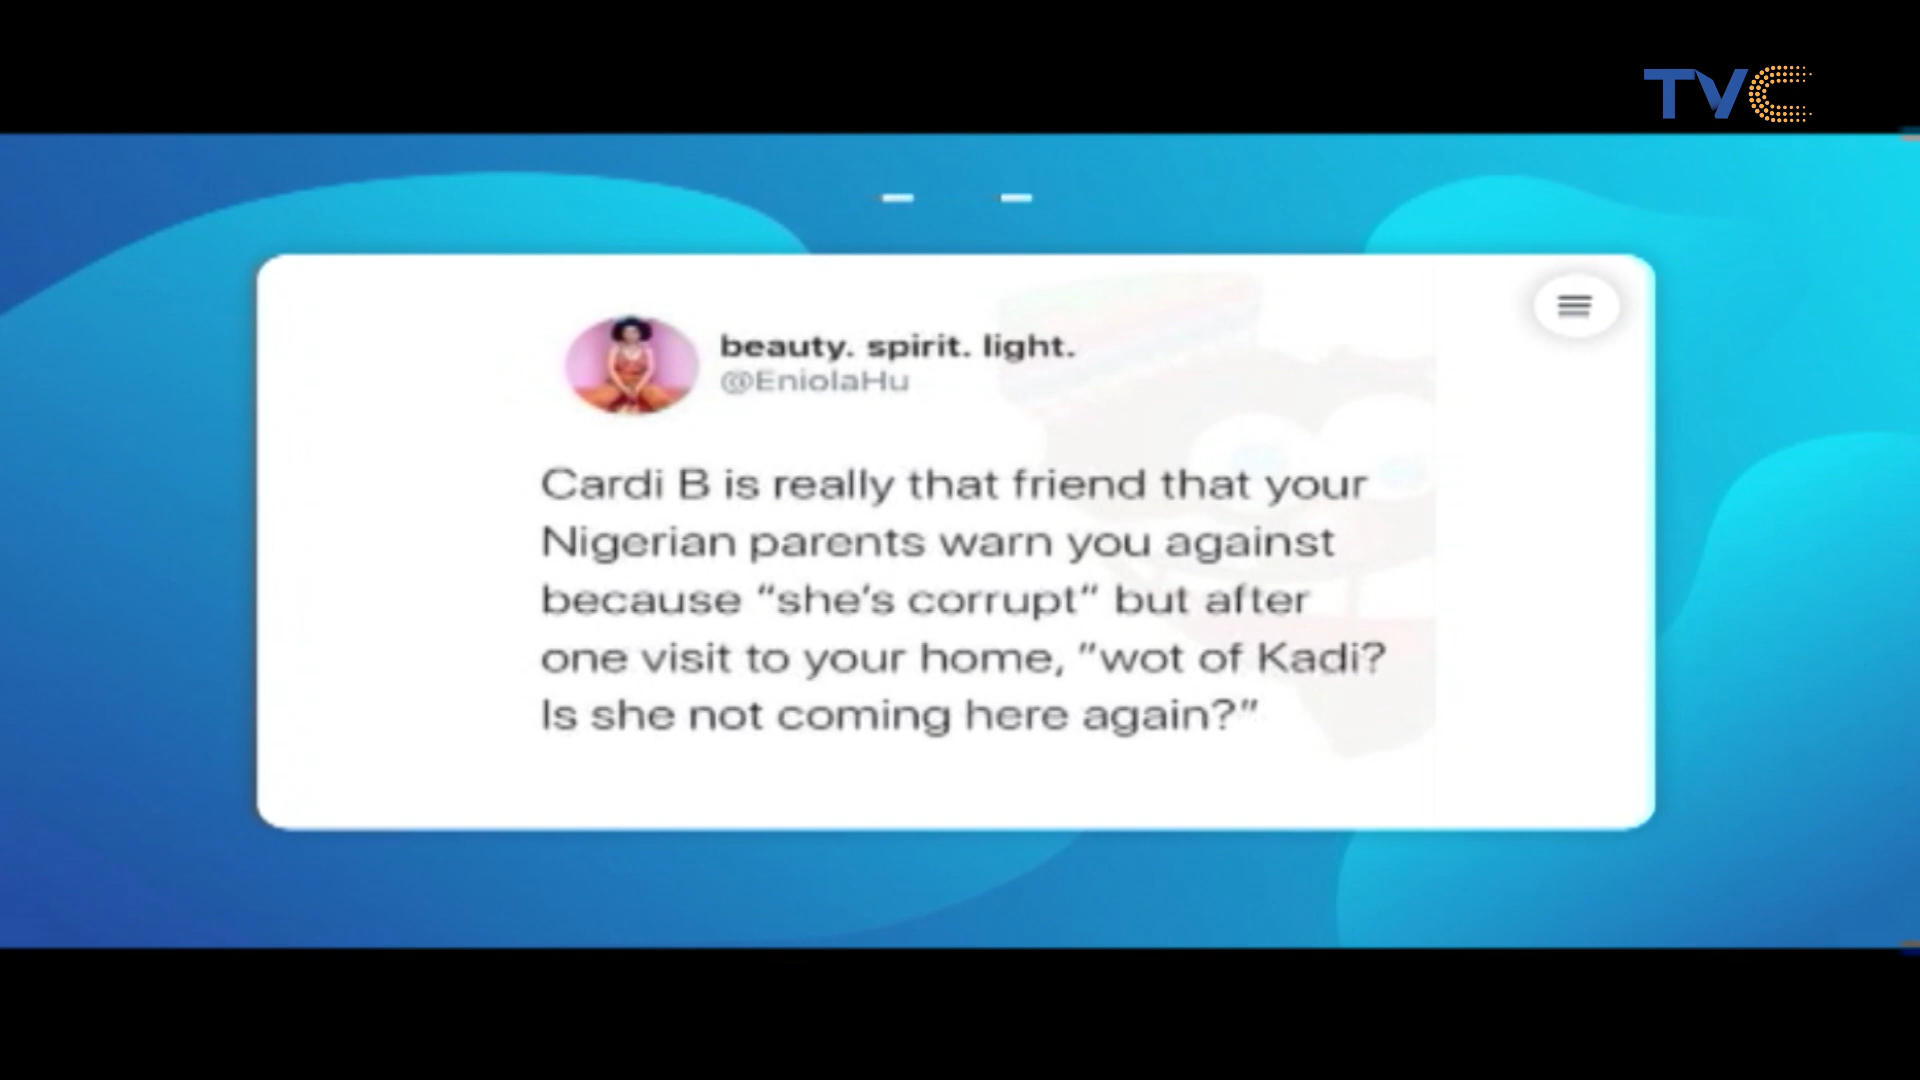 TVC
beauty. spirit. light.
@EniolaHu
Cardi B is really that friend that your
Nigerian parents warn you against
because “she’s corrupt” but after
one visit to your home, “wot of Kadi?
Is she not coming here again?”